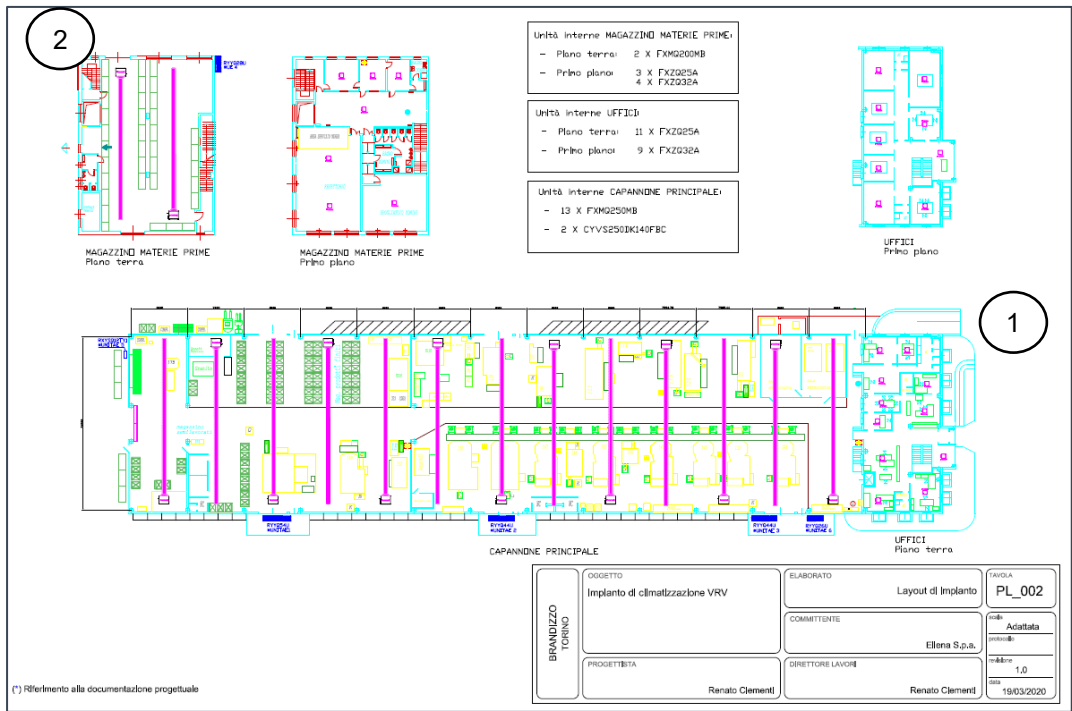 2
Unità interne MAGAZZINO MATERIE PRIME:
- Piano terra: 2 X FXMQ200MB
- Primo piano: 3 X FXZQ25A
4 X FXZQ32A
Unità interne UFFICI:
- Piano terra: 11 X FXZQ25A
- Primo piano: 9 X FXZQ32A
Unità interne CAPANNONE PRINCIPALE:
- 13 X FXMQ250MB
- 2 X CYVS250DK140FBC
MAGAZZINO MATERIE PRIME
Piano terra
MAGAZZINO MATERIE PRIME
Primo piano
UFFICI
Primo piano
1
RYYQ54U
RYYQ44U
RYYQ44U
CAPANNONE PRINCIPALE
UFFICI
Piano terra
BRANDIZZO
TORINO
OGGETTO
Impianto di climatizzazione VRV
ELABORATO
Layout di Impianto
TAVOLA
PL_002
COMMITTENTE
Ellena S.p.a.
scala
Adattata
protocollo
PROGETTISTA
Renato Clementi
DIRETTORE LAVORI
Renato Clementi
revisione
1,0
data
19/03/2020
(*) Riferimento alla documentazione progettuale